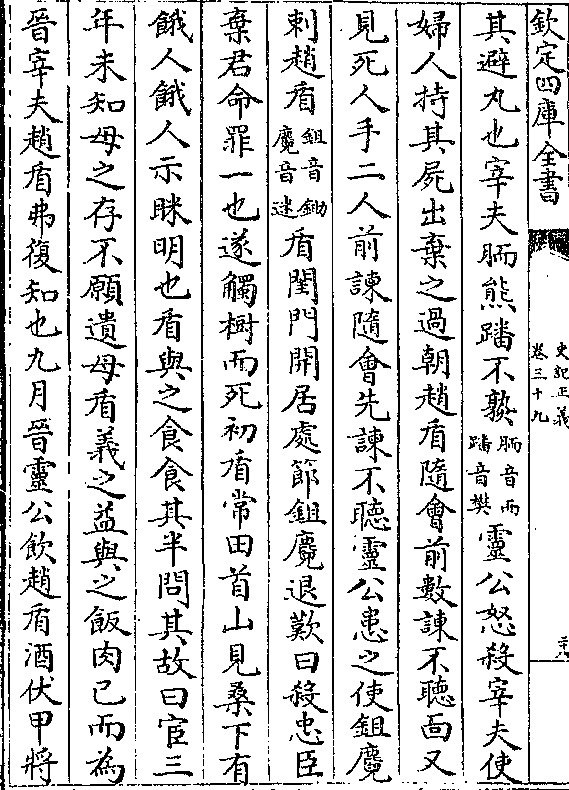 欽定四庫全書
史記正義
卷三十九
其避丸也宰夫胹熊蹯不熟胹音而蹯音樊靈公怒殺宰夫使
婦人持其屍出棄之過朝趙盾隨會前數諫不聽面又
見死人手二人前諫隨會先諫不聽靈公患之使鉏麑
刺趙盾鉏音鋤麑音迷盾閨門開居處節鉏麑退歎曰殺忠臣
棄君命罪一也遂觸樹而死初盾常田首山見桑下有
餓人餓人示眯明也盾與之食食其半問其故曰宦三
年未知母之存不願遺母盾義之益與之飯肉已而為
晉宰夫趙盾弗復知也九月晉靈公飲趙盾酒伏甲將